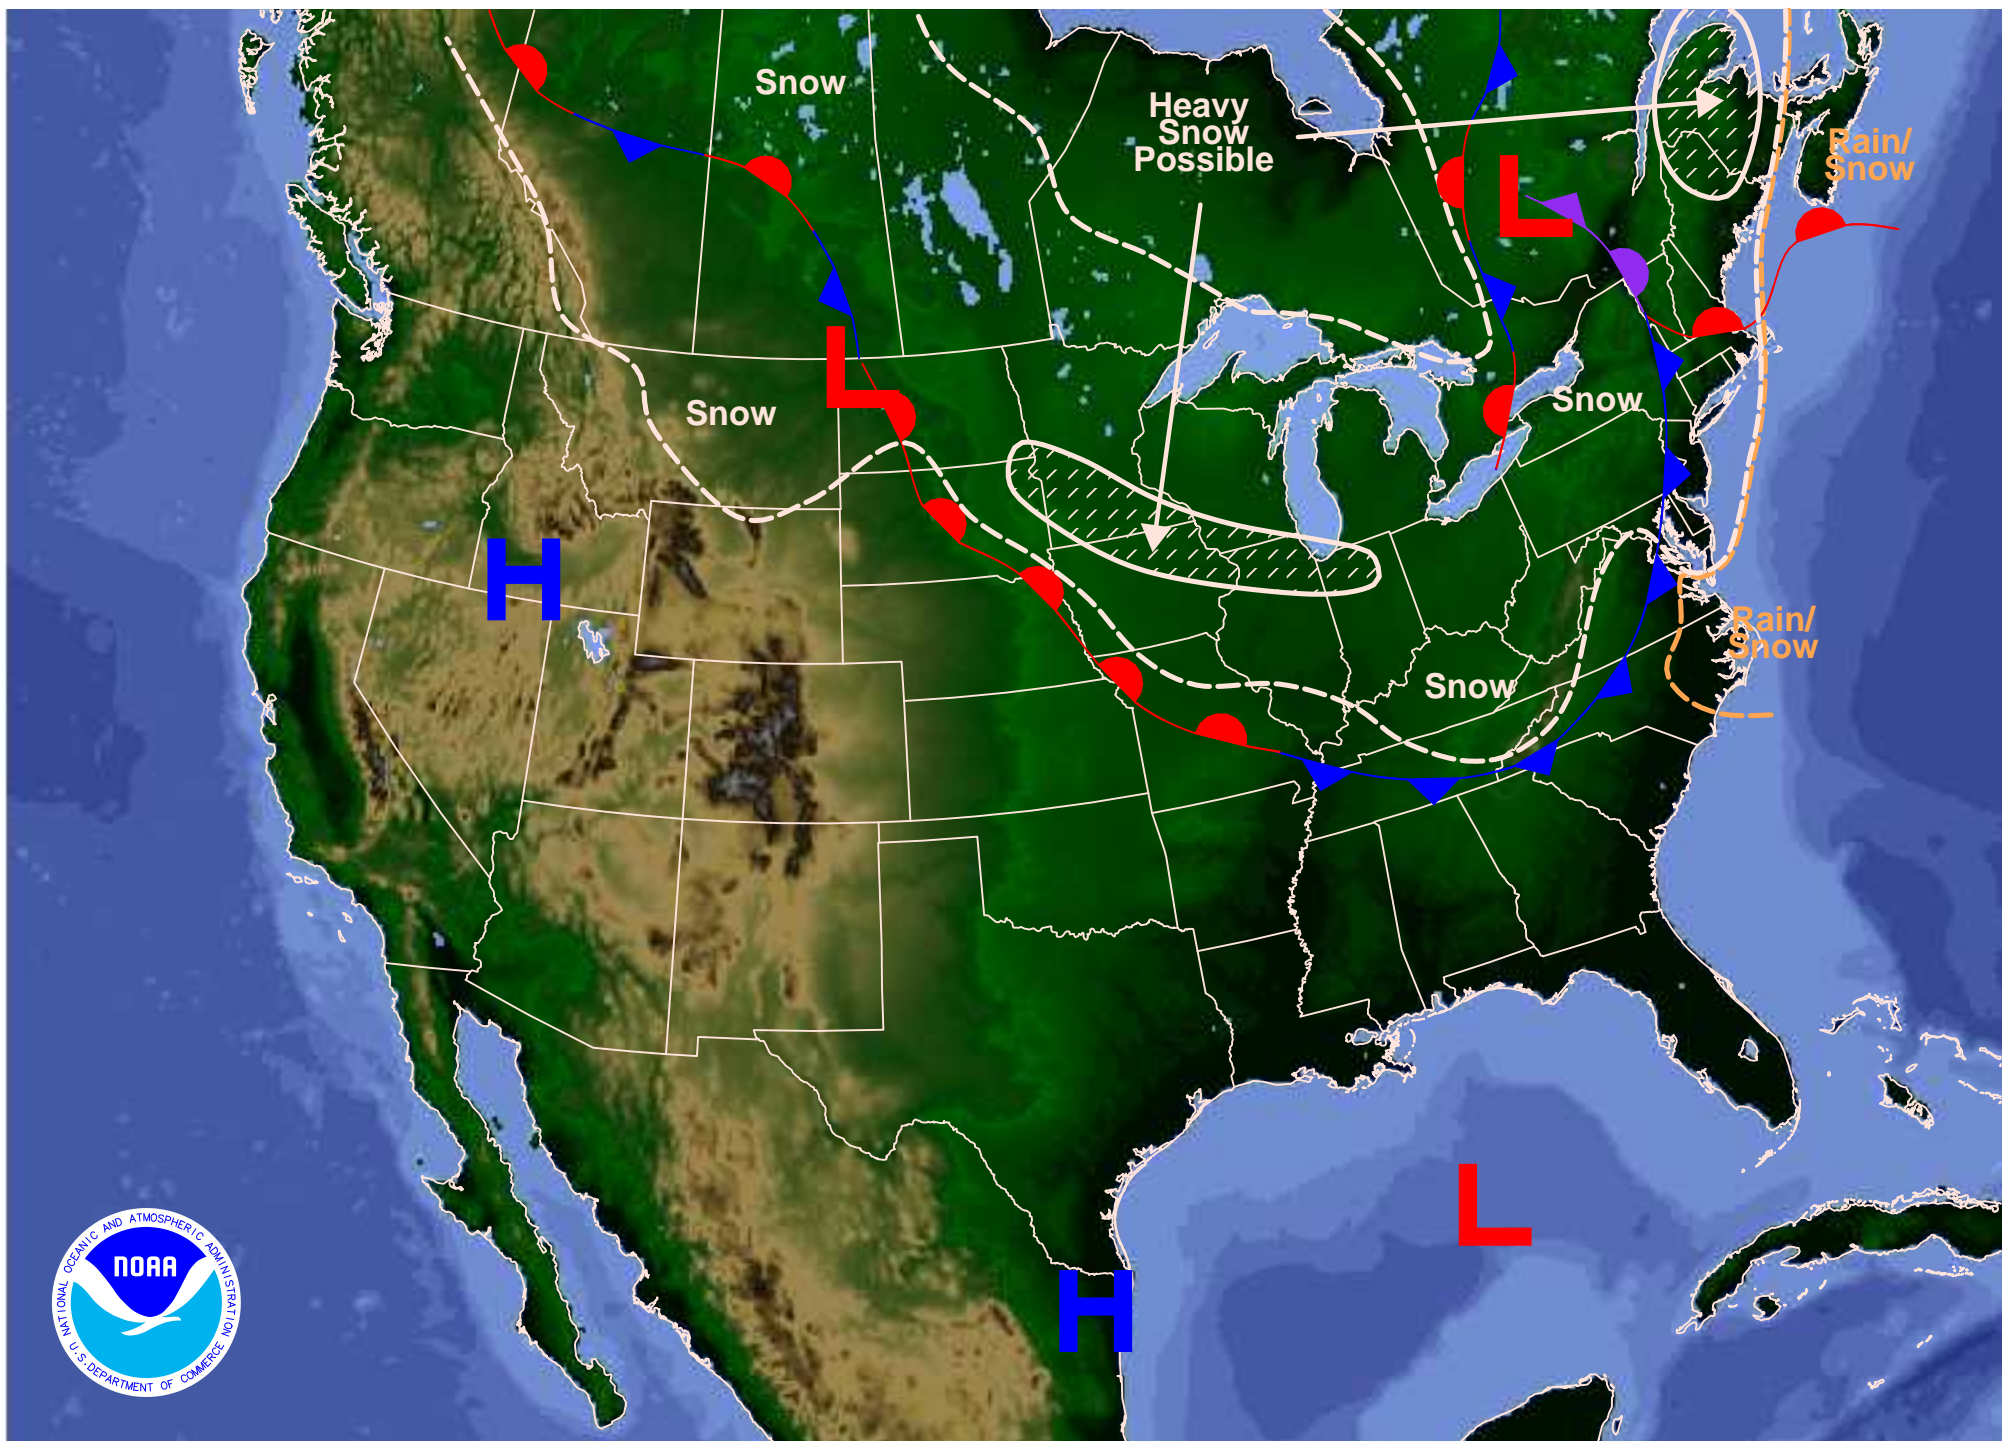 Snow
Heavy
Snow
Possible
Rain/
Snow
L
L
Snow
Snow
H
Rain/
Snow
Snow
L
H
NATIONAL OCEANIC AND ATMOSPHERIC ADMINISTRATION
NOAA
U.S. DEPARTMENT OF COMMERCE